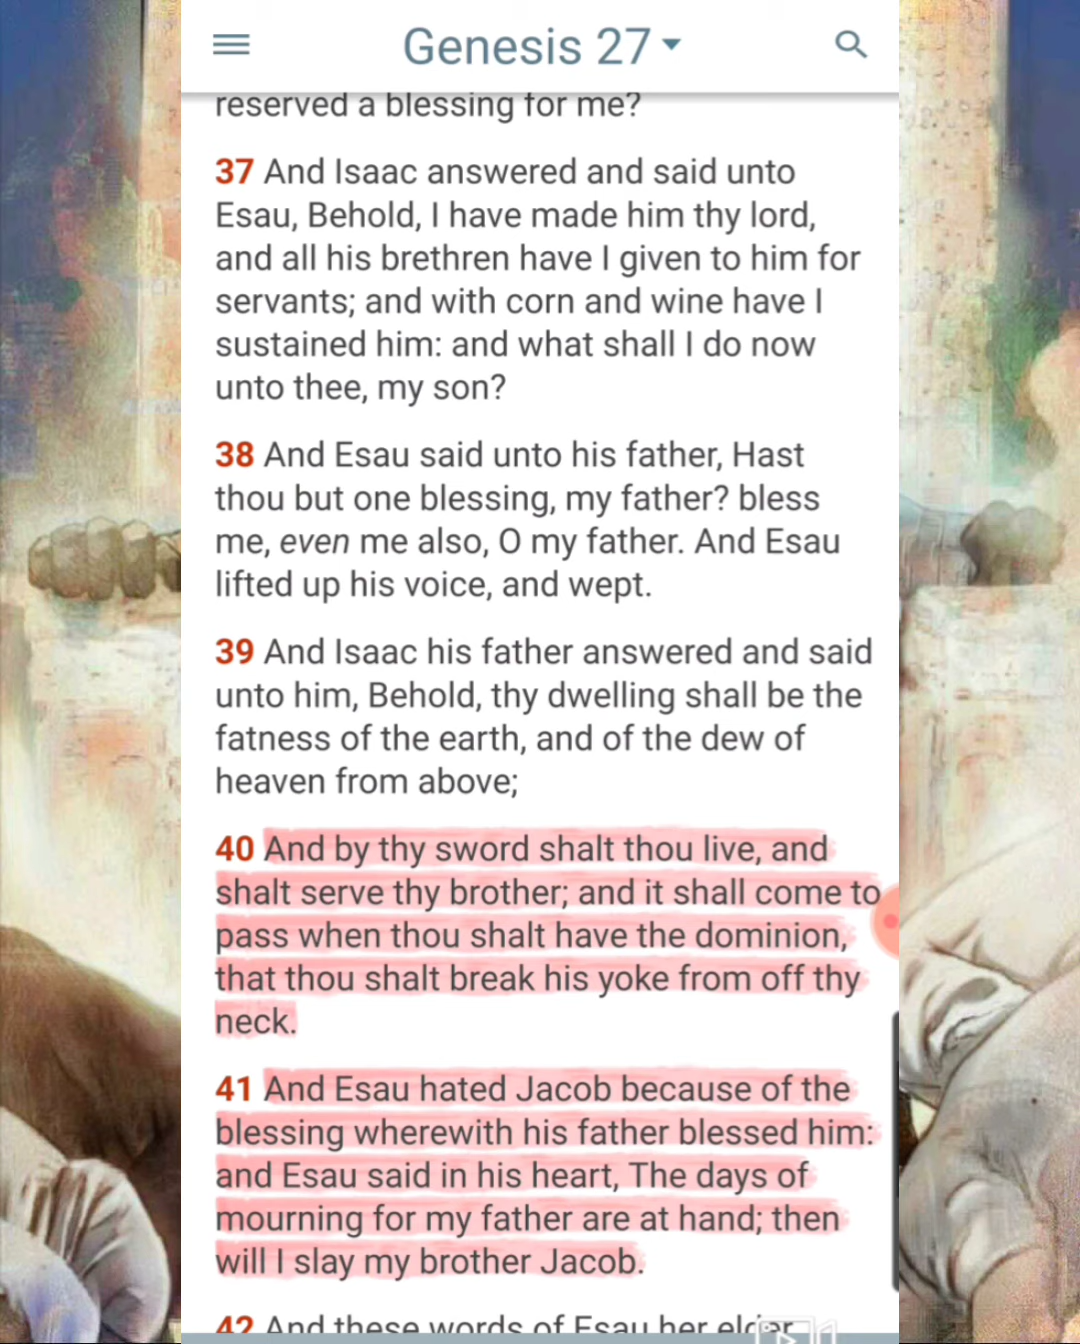 Genesis 27
reserved a blessing for me?
37 And Isaac answered and said unto
Esau, Behold, I have made him thy lord,
and all his brethren have I given to him for
servants; and with corn and wine have I
sustained him: and what shall I do now
unto thee, my son?
38 And Esau said unto his father, Hast
thou but one blessing, my father? bless
me, even me also, O my father. And Esau
lifted up his voice, and wept.
39 And Isaac his father answered and said
unto him, Behold, thy dwelling shall be the
fatness of the earth, and of the dew of
heaven from above;
40 And by thy sword shalt thou live, and
shalt serve thy brother; and it shall come to
pass when thou shalt have the dominion,
that thou shalt break his yoke from off thy
neck.
41 And Esau hated Jacob because of the
blessing wherewith his father blessed him:
and Esau said in his heart, The days of
mourning for my father are at hand; then
will I slay my brother Jacob.
42 And these words of Esau her elder